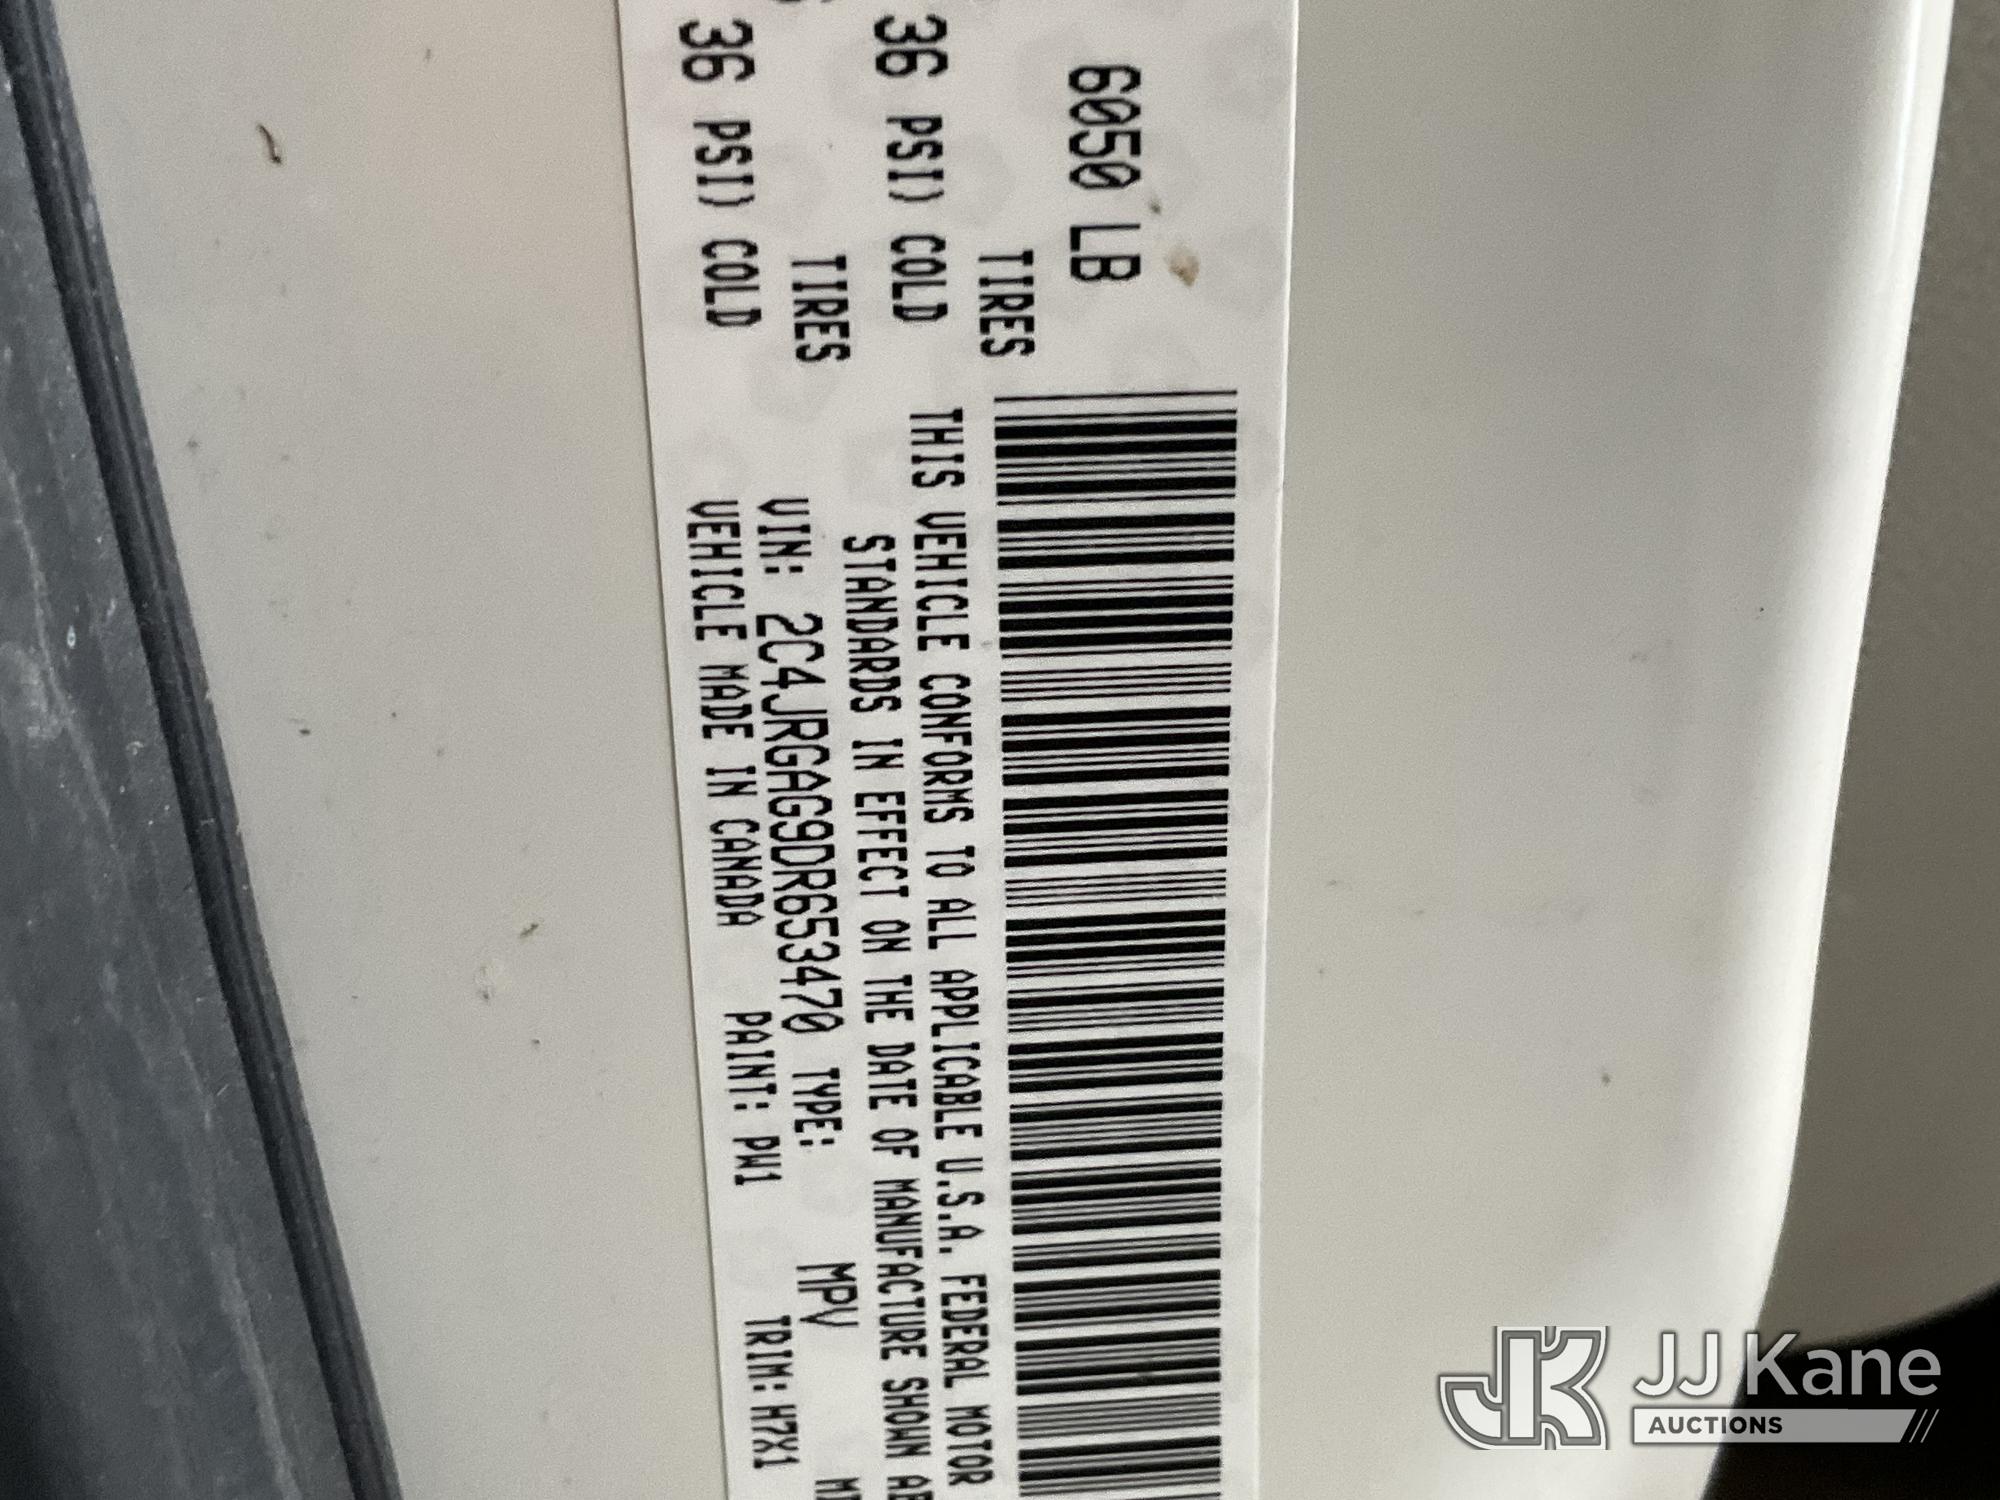 6050 LB
TIRES
36 PSI) COLD
TIRES
36 PSI) COLD
THIS VEHICLE CONFORMS TO ALL APPLICABLE U.S.A. FEDERAL MOTOR
STANDARDS IN EFFECT ON THE DATE OF MANUFACTURE SHOWN
VIN: 2C4JRGAG9DR653470 TYPE: MPV
VEHICLE MADE IN CANADA PAINT: PW1 TRIM: H7X1
JJ Kane
AUCTIONS